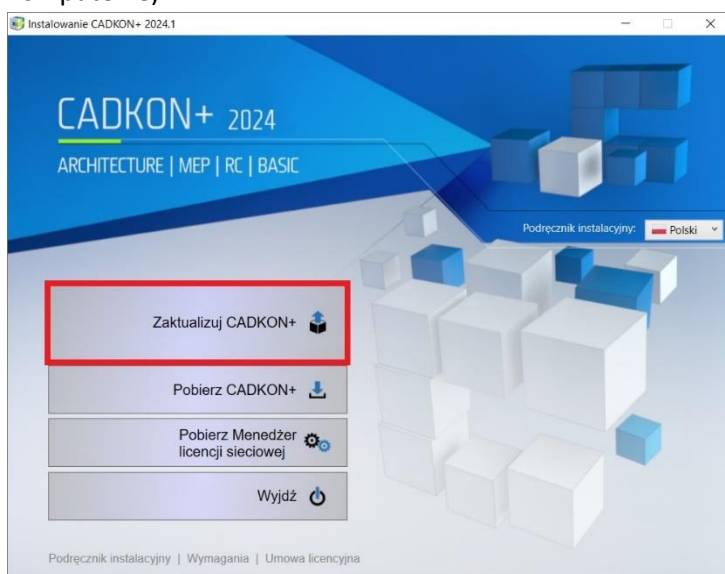 Instalowanie CADKON+ 2024.1
CADKON+ 2024
ARCHITECTURE | MEP | RC | BASIC
Podręcznik instalacyjny: Polski
Zaktualizuj CADKON+
Pobierz CADKON+
Pobierz Menedżer
licencji sieciowej
Wyjdź
Podręcznik instalacyjny | Wymagania | Umowa licencyjna